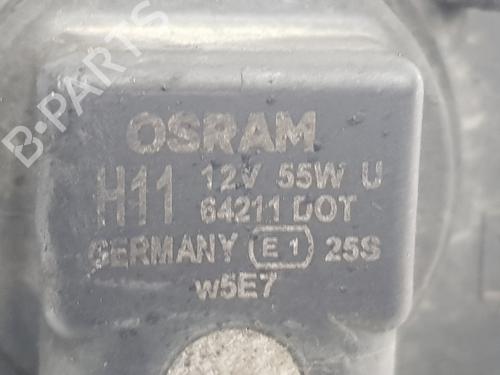 B-PARTS
OSRAM
H11 12V 55W U
64211 DOT
GERMANY E1 25S
w5E7